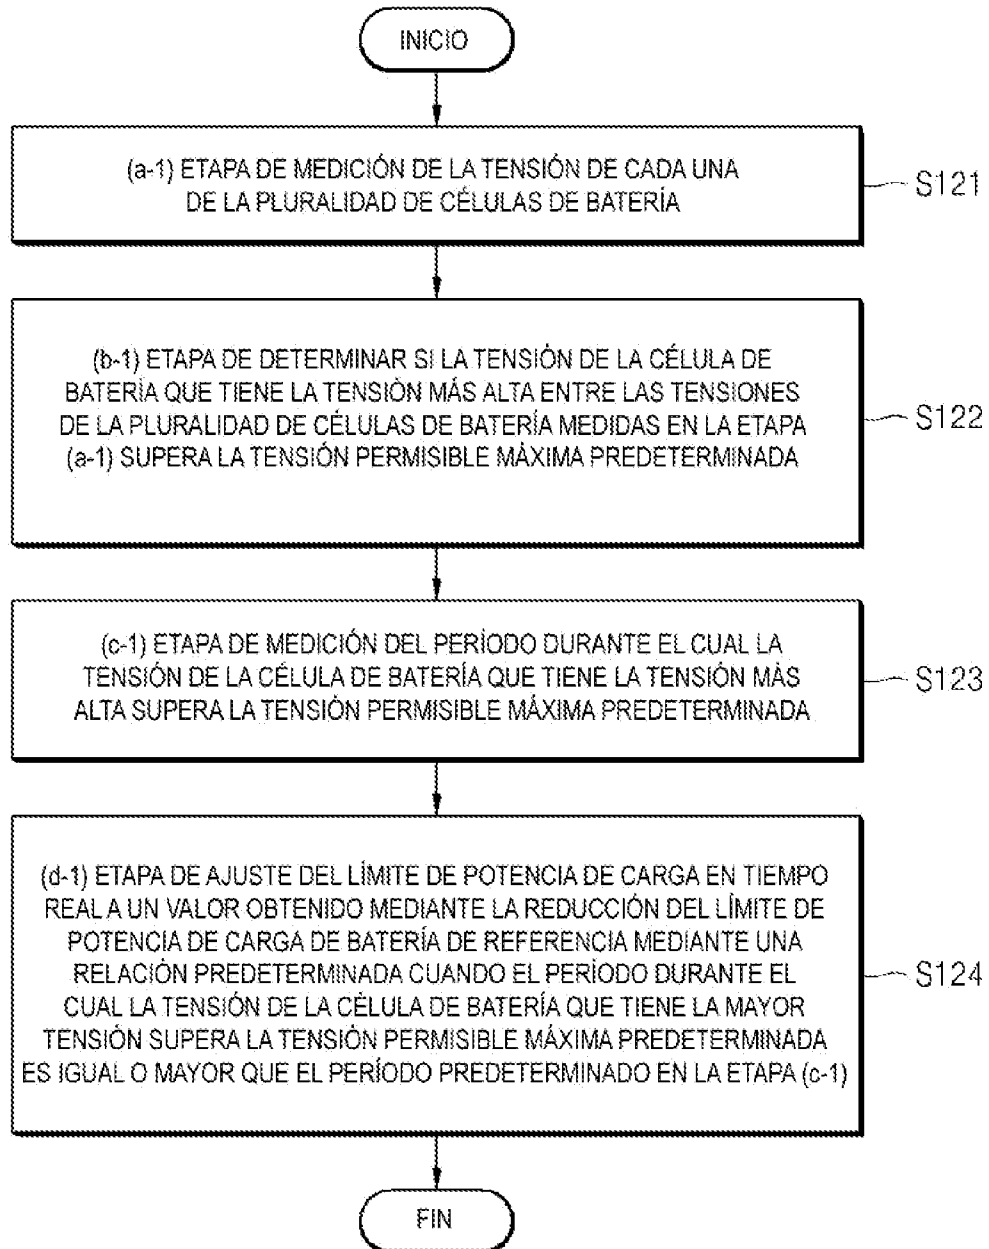 INICIO
(a-1) ETAPA DE MEDICIÓN DE LA TENSIÓN DE CADA UNA
DE LA PLURALIDAD DE CÉLULAS DE BATERÍA
S121
(b-1) ETAPA DE DETERMINAR SI LA TENSIÓN DE LA CÉLULA DE
BATERÍA QUE TIENE LA TENSIÓN MÁS ALTA ENTRE LAS TENSIONES
DE LA PLURALIDAD DE CÉLULAS DE BATERÍA MEDIDAS EN LA ETAPA
(a-1) SUPERA LA TENSIÓN PERMISIBLE MÁXIMA PREDETERMINADA
S122
(c-1) ETAPA DE MEDICIÓN DEL PERÍODO DURANTE EL CUAL LA
TENSIÓN DE LA CÉLULA DE BATERÍA QUE TIENE LA TENSIÓN MÁS
ALTA SUPERA LA TENSIÓN PERMISIBLE MÁXIMA PREDETERMINADA
S123
(d-1) ETAPA DE AJUSTE DEL LÍMITE DE POTENCIA DE CARGA EN TIEMPO
REAL A UN VALOR OBTENIDO MEDIANTE LA REDUCCIÓN DEL LÍMITE DE
POTENCIA DE CARGA DE BATERÍA DE REFERENCIA MEDIANTE UNA
RELACIÓN PREDETERMINADA CUANDO EL PERÍODO DURANTE EL
CUAL LA TENSIÓN DE LA CÉLULA DE BATERÍA QUE TIENE LA MAYOR
TENSIÓN SUPERA LA TENSIÓN PERMISIBLE MÁXIMA PREDETERMINADA
ES IGUAL O MAYOR QUE EL PERÍODO PREDETERMINADO EN LA ETAPA (c-1)
S124
FIN